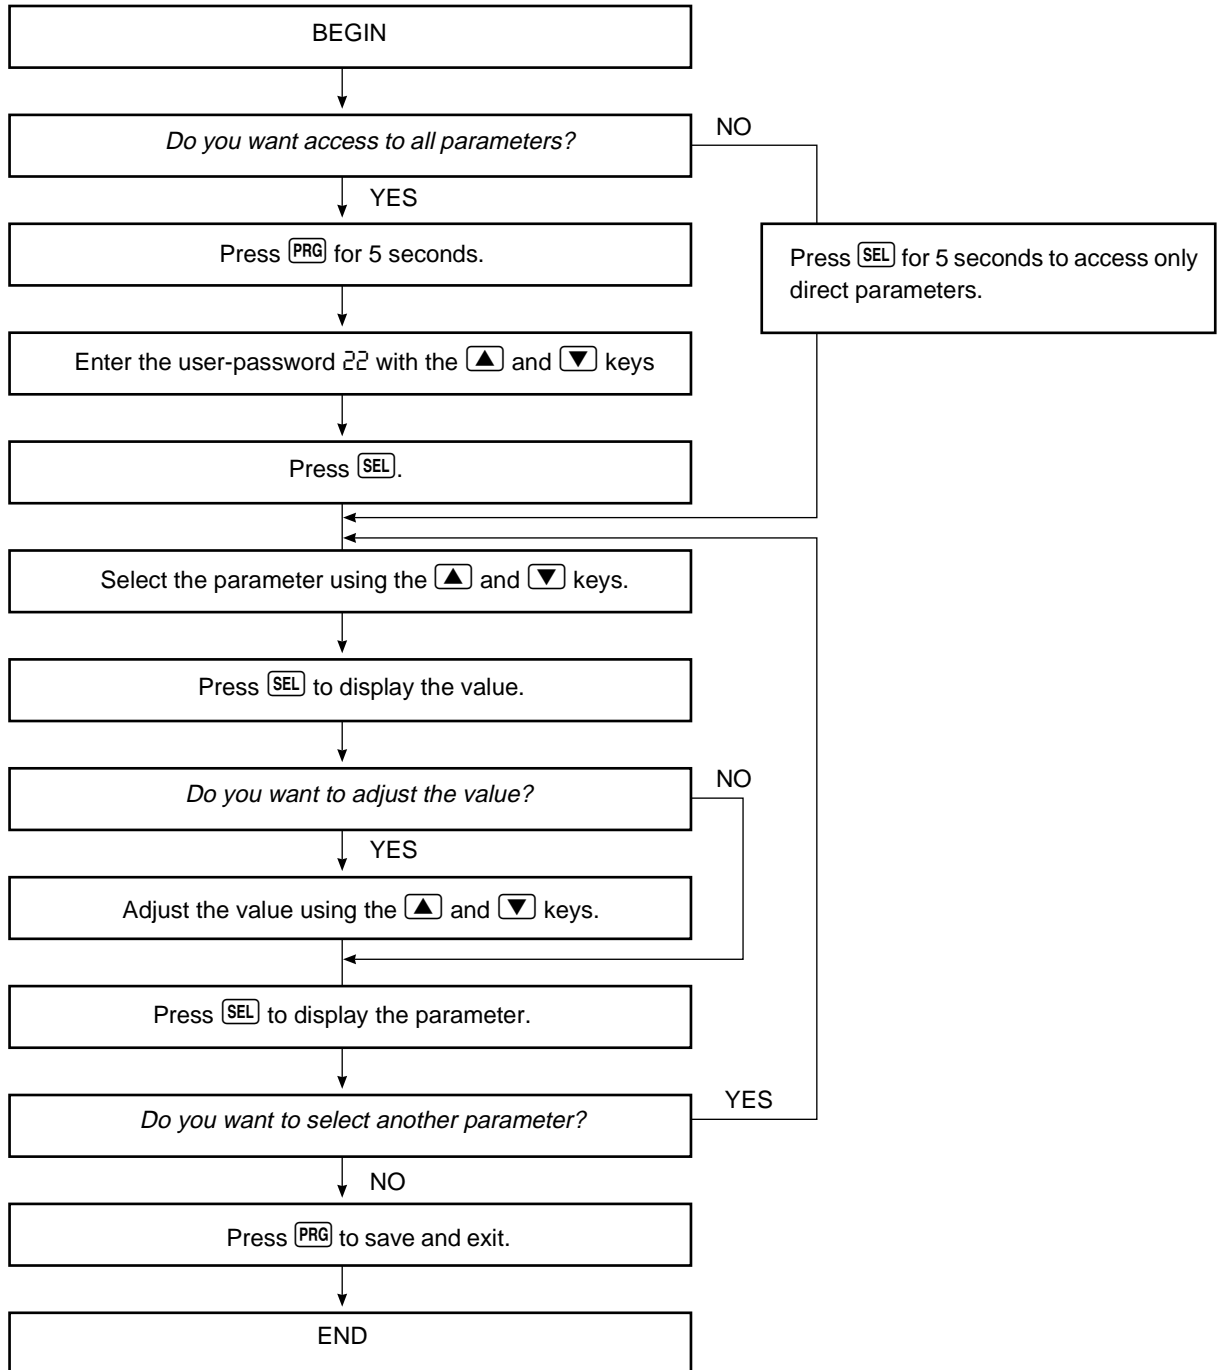 BEGIN
Do you want access to all parameters?
NO
YES
Press PRG for 5 seconds.
Press SEL for 5 seconds to access only
direct parameters.
Enter the user-password 22 with the ▲ and ▼ keys
Press SEL.
Select the parameter using the ▲ and ▼ keys.
Press SEL to display the value.
Do you want to adjust the value?
NO
YES
Adjust the value using the ▲ and ▼ keys.
Press SEL to display the parameter.
Do you want to select another parameter?
YES
NO
Press PRG to save and exit.
END